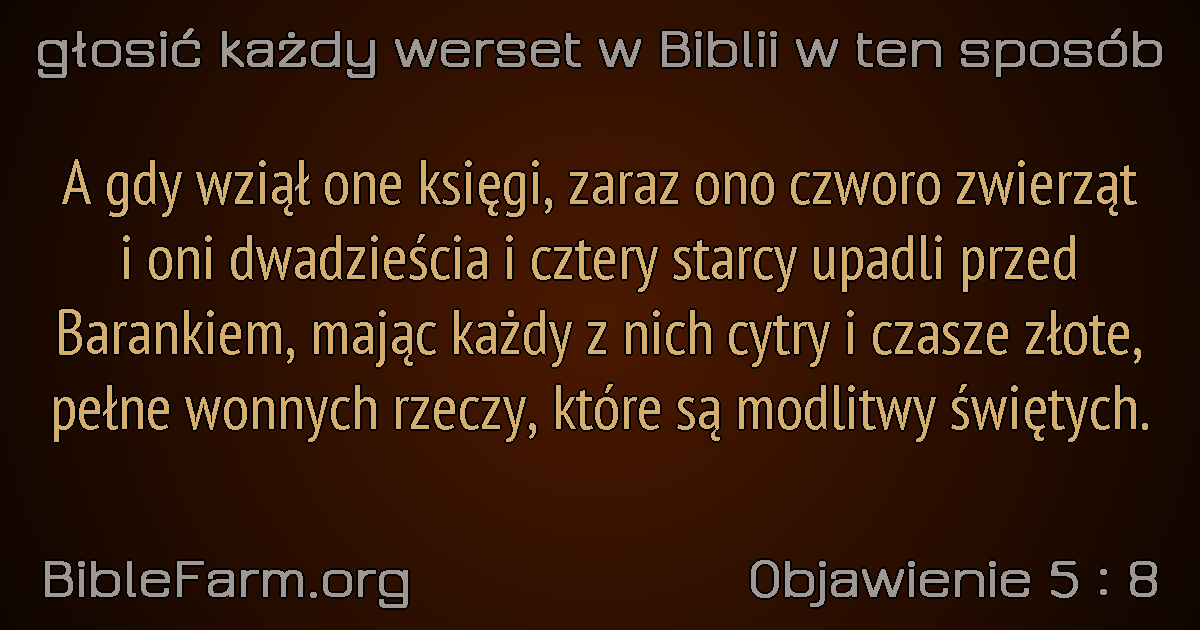 głosić każdy werset w Biblii w ten sposób
A gdy wziął one księgi, zaraz ono czworo zwierząt
i oni dwadzieścia i cztery starcy upadli przed
Barankiem, mając każdy z nich cytry i czasze złote,
pełne wonnych rzeczy, które są modlitwy świętych.
BibleFarm.org
Objawienie 5 : 8